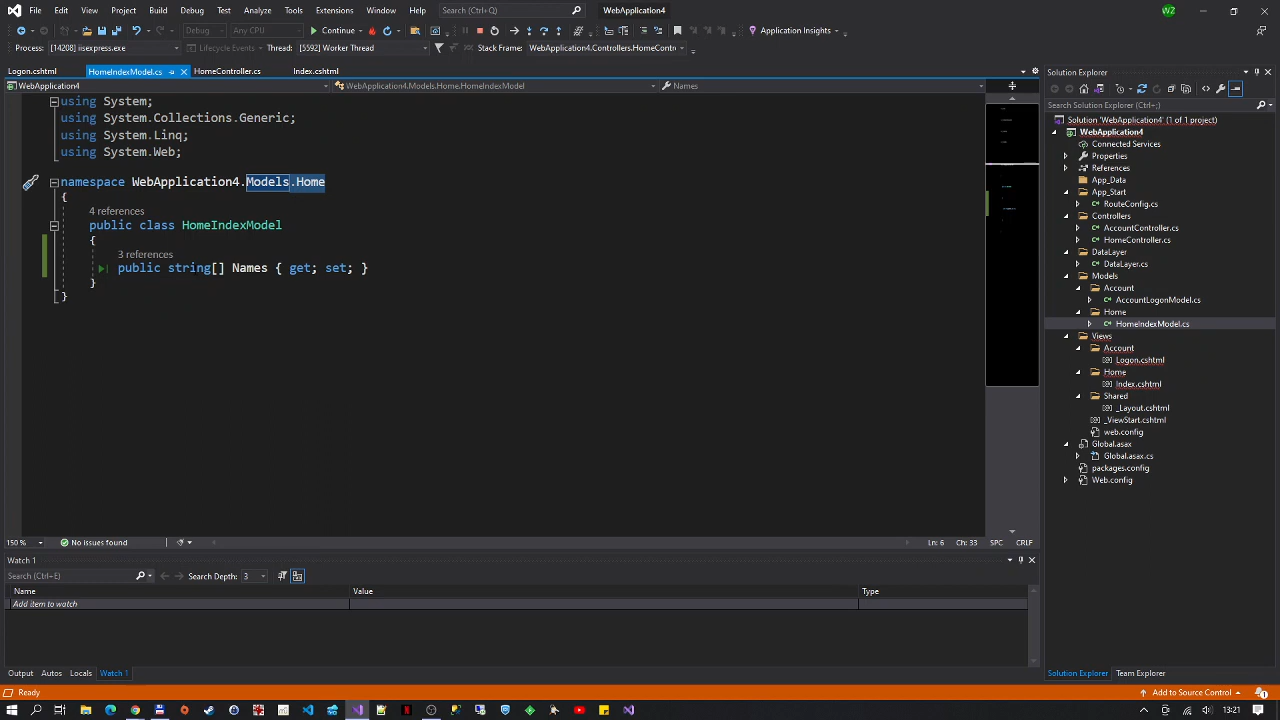 File Edit View Project Build Debug Test Analyze Tools Extensions Window Help Search (Ctrl+Q) WebApplication4 WZ
Debug Any CPU Continue Application Insights
Process: [14208] iisexpress.exe Lifecycle Events Thread: [5592] Worker Thread Stack Frame: WebApplication4.Controllers.HomeContr
Logon.cshtml HomeIndexModel.cs HomeController.cs Index.cshtml
WebApplication4 WebApplication4.Models.Home.HomeIndexModel Names
using System;
using System.Collections.Generic;
using System.Linq;
using System.Web;
namespace WebApplication4.Models.Home
{
4 references
public class HomeIndexModel
{
3 references
public string[] Names { get; set; }
}
}
150 % No issues found Ln: 6 Ch: 33 SPC CRLF
Watch 1
Search (Ctrl+E) Search Depth: 3
Name Value Type
Add item to watch
Output Autos Locals Watch 1
Solution Explorer
Search Solution Explorer (Ctrl+;)
Solution 'WebApplication4' (1 of 1 project)
WebApplication4
Connected Services
Properties
References
App_Data
App_Start
RouteConfig.cs
Controllers
AccountController.cs
HomeController.cs
DataLayer
DataLayer.cs
Models
Account
AccountLogonModel.cs
Home
HomeIndexModel.cs
Views
Account
Logon.cshtml
Home
Index.cshtml
Shared
_Layout.cshtml
_ViewStart.cshtml
web.config
Global.asax
Global.asax.cs
packages.config
Web.config
Solution Explorer Team Explorer
Ready Add to Source Control 1
13:21